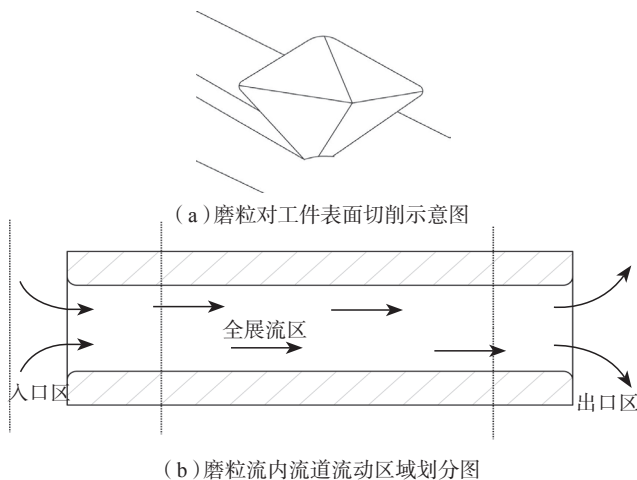 （a）磨粒对工件表面切削示意图
全展流区
入口区
出口区
（b）磨粒流内流道流动区域划分图